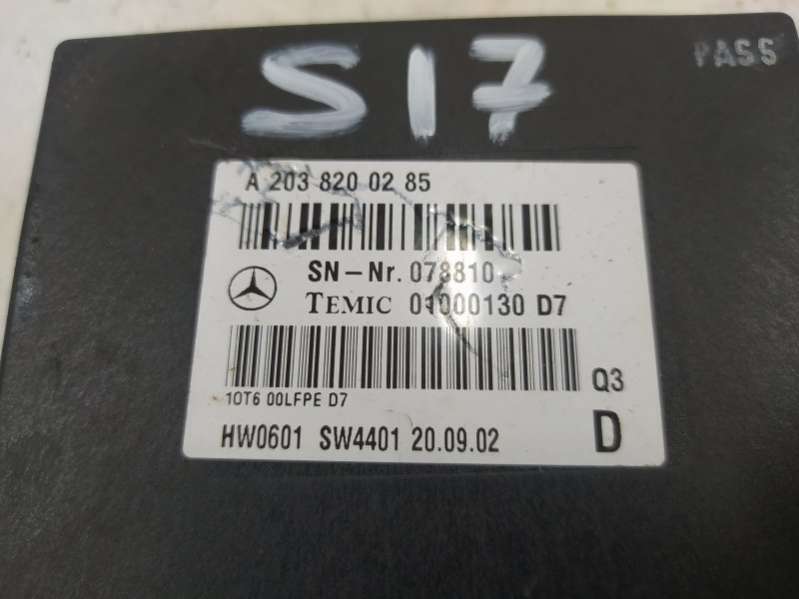 S17
PASS
A 203 820 02 85
SN-Nr. 078810
TEMIC 01000130 D7
Q3
10T6 00LFPE D7
HW0601 SW4401 20.09.02
D